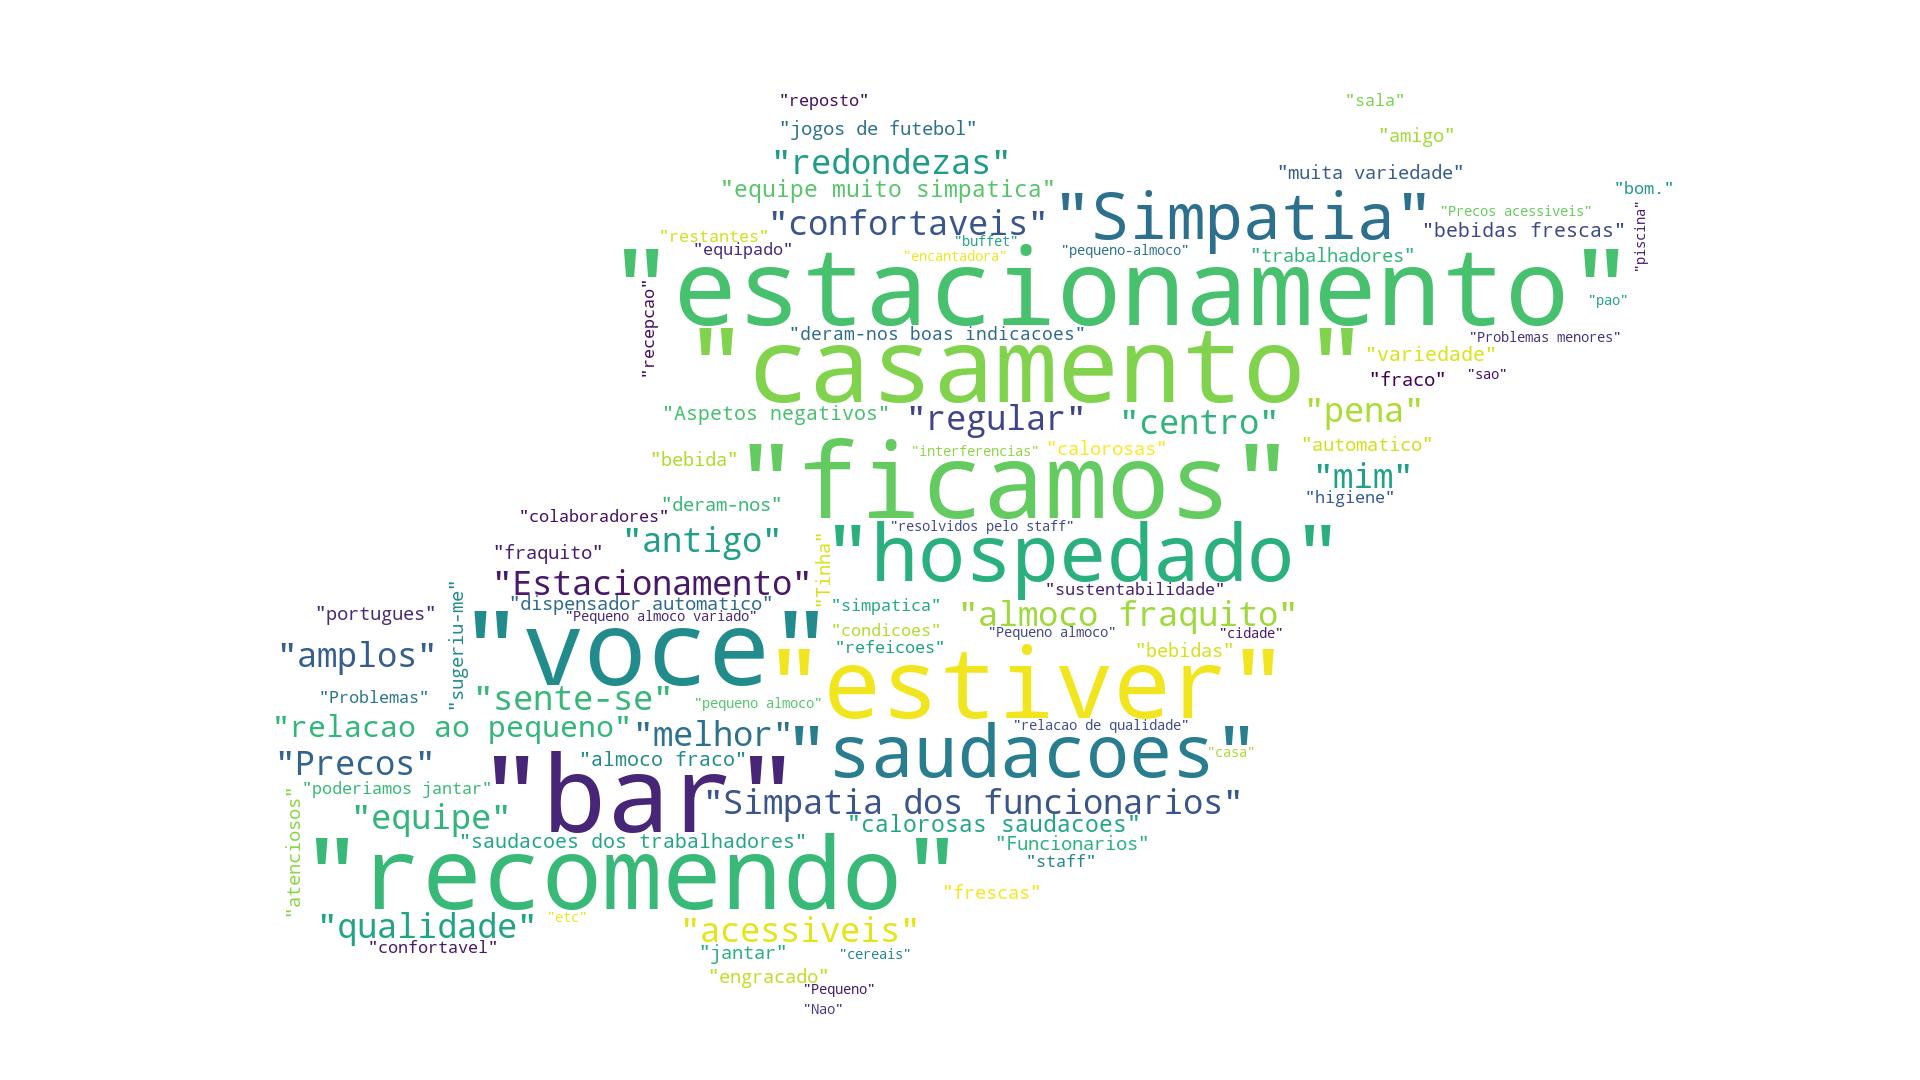 "reposto"
"sala"
"jogos de futebol"
"amigo"
"redondezas"
"muita variedade"
"equipe muito simpatica"
"bom."
"Simpatia"
"confortaveis"
"Precos acessiveis"
"bebidas frescas"
"piscina"
"restantes"
"equipado"
"buffet"
"encantadora"
"pequeno-almoco"
"trabalhadores"
"estacionamento"
"pao"
"recepcao"
"deram-nos boas indicacoes"
"Problemas menores"
"casamento"
"variedade"
"fraco"
"sao"
"Aspetos negativos"
"regular"
"centro"
"pena"
"automatico"
"interferencias"
"calorosas"
"bebida"
"ficamos"
"mim"
"higiene"
"deram-nos"
"colaboradores"
"resolvidos pelo staff"
"antigo"
"hospedado"
"fraquito"
"Tinha"
"Estacionamento"
"sustentabilidade"
"dispensador automatico"
"simpatica"
"almoco fraquito"
"portugues"
"Pequeno almoco variado"
"sugeriu-me"
"voce"
"condicoes"
"Pequeno almoco"
"cidade"
"refeicoes"
"bebidas"
"amplos"
"estiver"
"Problemas"
"sente-se"
"pequeno almoco"
"relacao ao pequeno"
"melhor"
"relacao de qualidade"
"saudacoes"
"casa"
"Precos"
"almoco fraco"
"poderiamos jantar"
"bar"
"Simpatia dos funcionarios"
"atenciosos"
"equipe"
"calorosas saudacoes"
"saudacoes dos trabalhadores"
"Funcionarios"
"staff"
"recomendo"
"frescas"
"qualidade"
"etc"
"acessiveis"
"confortavel"
"jantar"
"cereais"
"engracado"
"Pequeno"
"Nao"